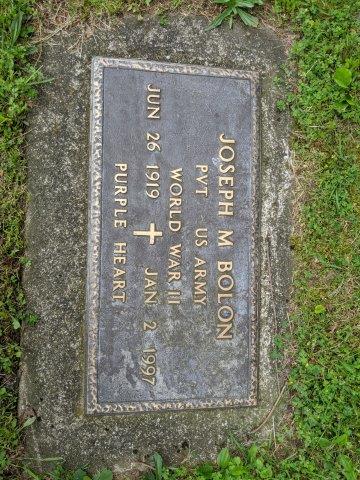 JOSEPH M BOLON
PVT US ARMY
WORLD WAR II
JUN 26 1919 JAN 2 1997
PURPLE HEART